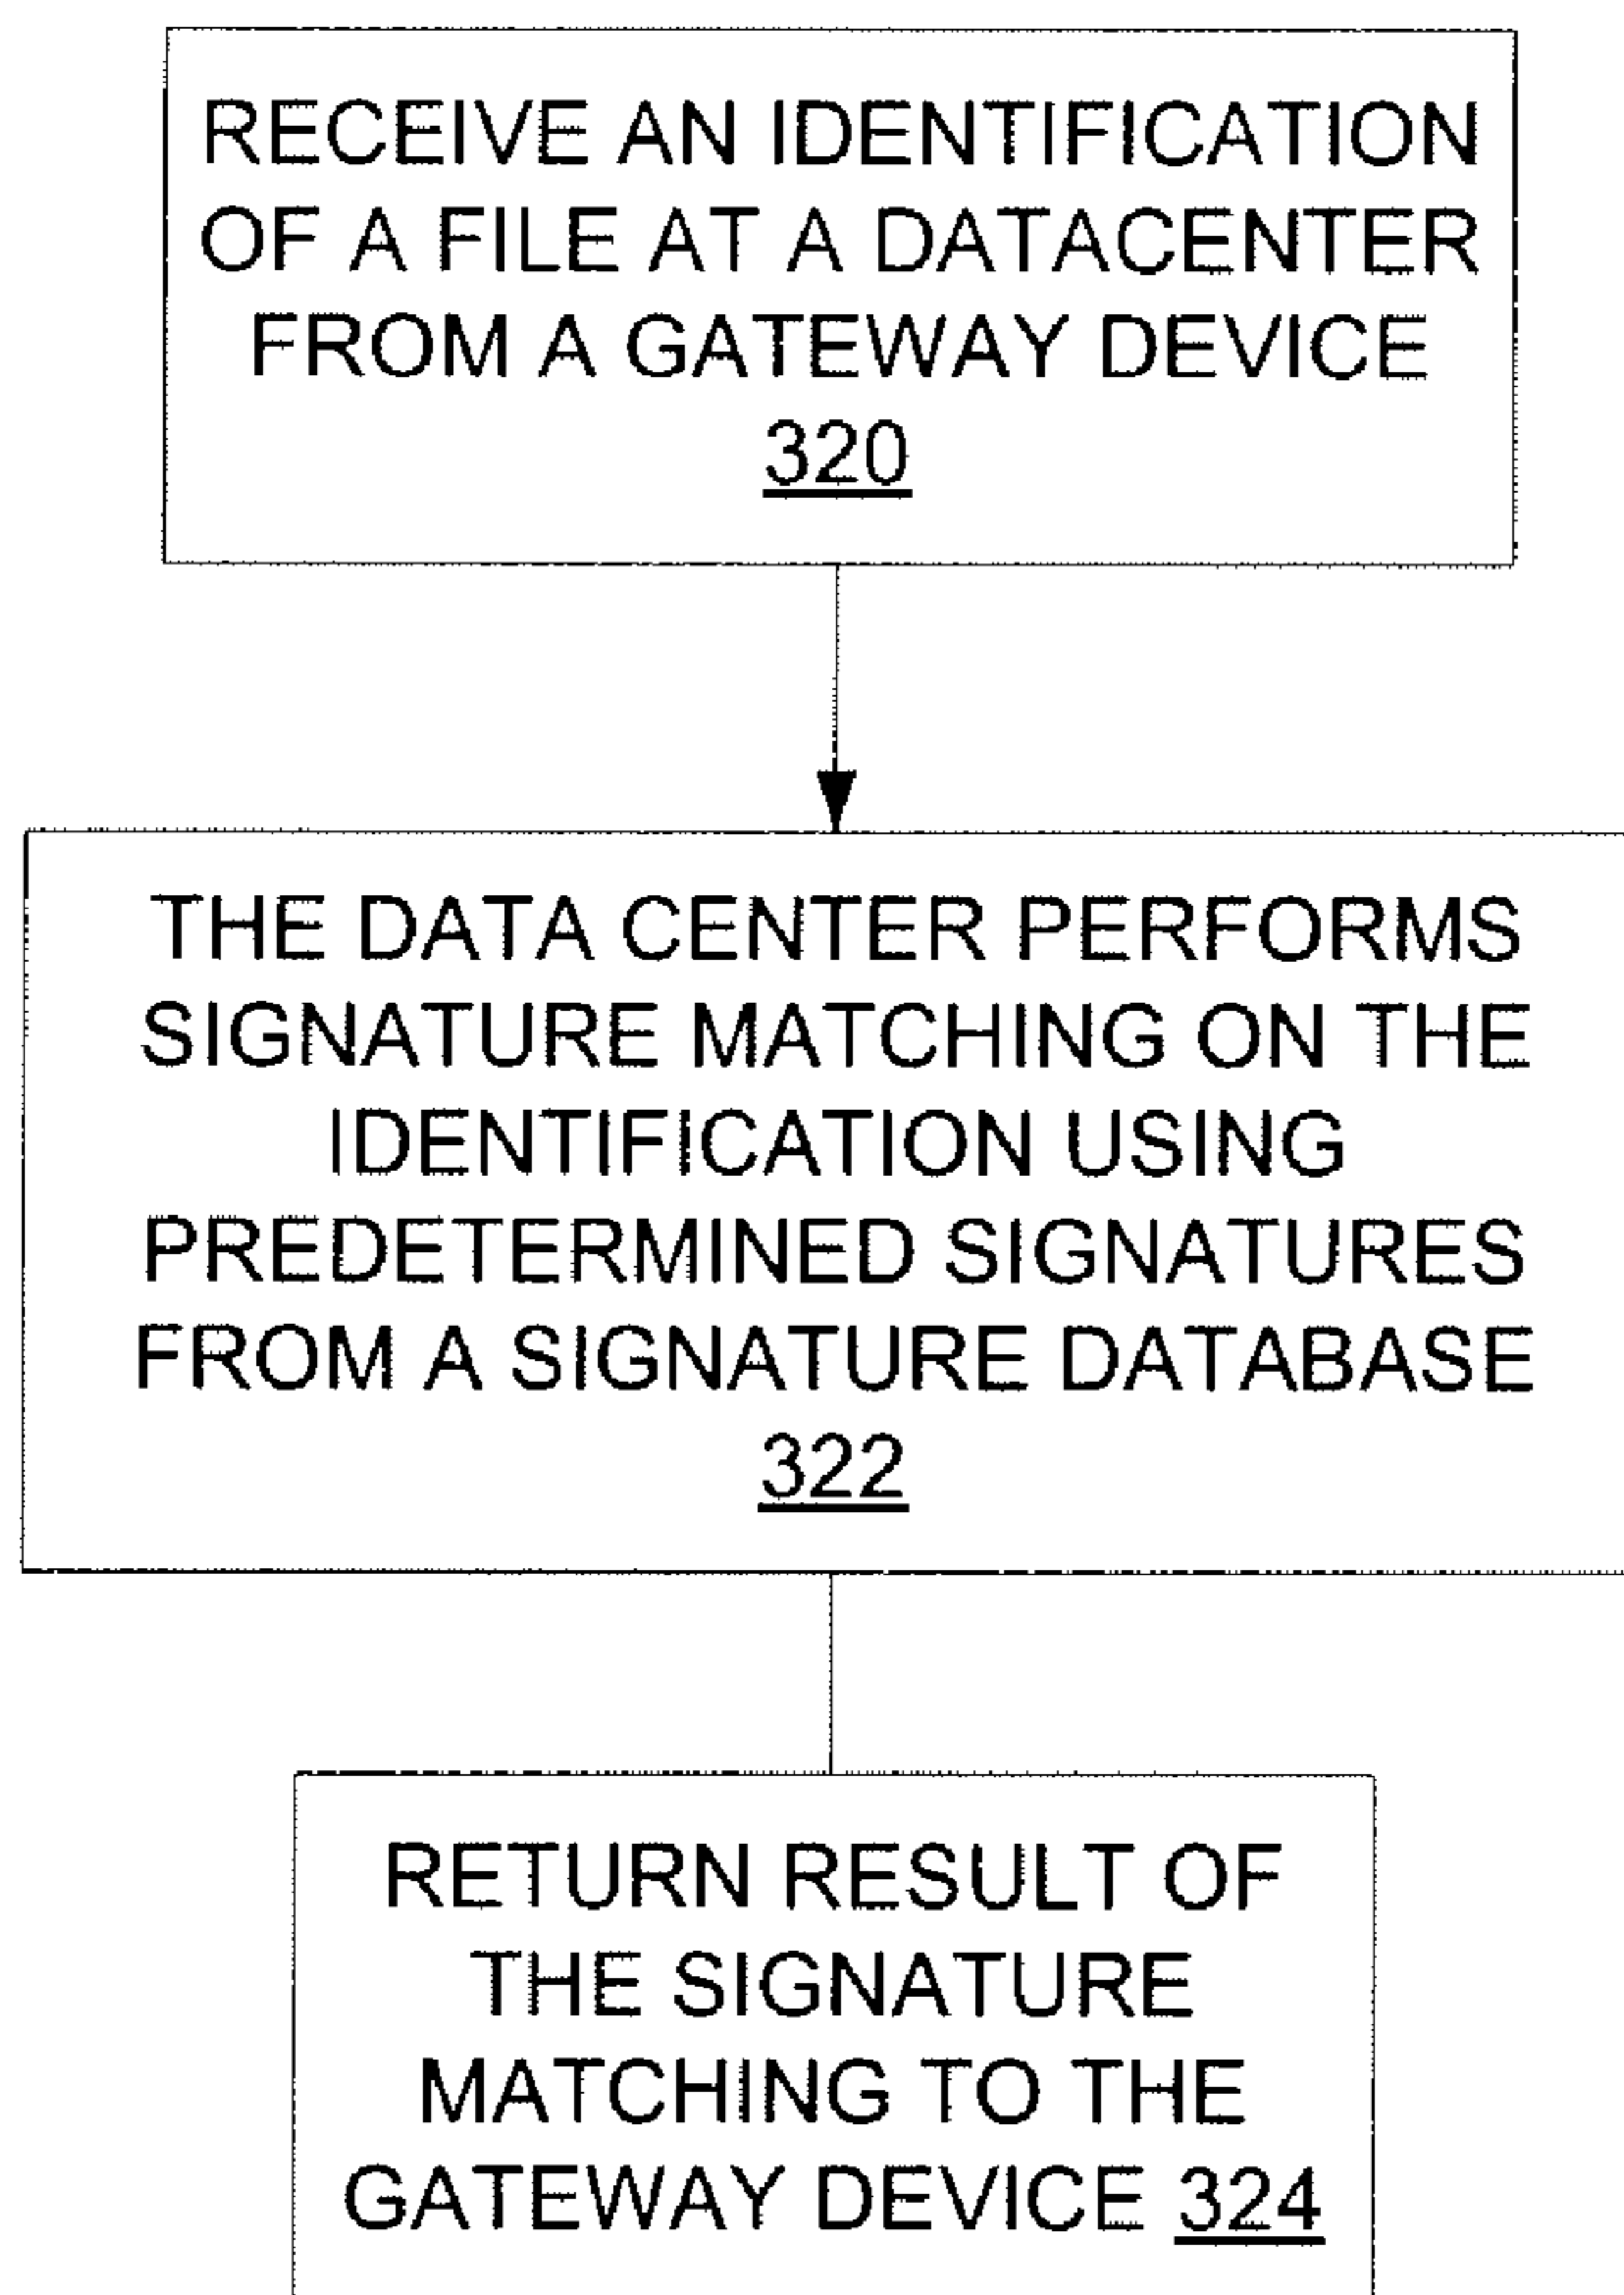 RECEIVE AN IDENTIFICATION
OF A FILE AT A DATACENTER
FROM A GATEWAY DEVICE
320
THE DATA CENTER PERFORMS
SIGNATURE MATCHING ON THE
IDENTIFICATION USING
PREDETERMINED SIGNATURES
FROM A SIGNATURE DATABASE
322
RETURN RESULT OF
THE SIGNATURE
MATCHING TO THE
GATEWAY DEVICE 324